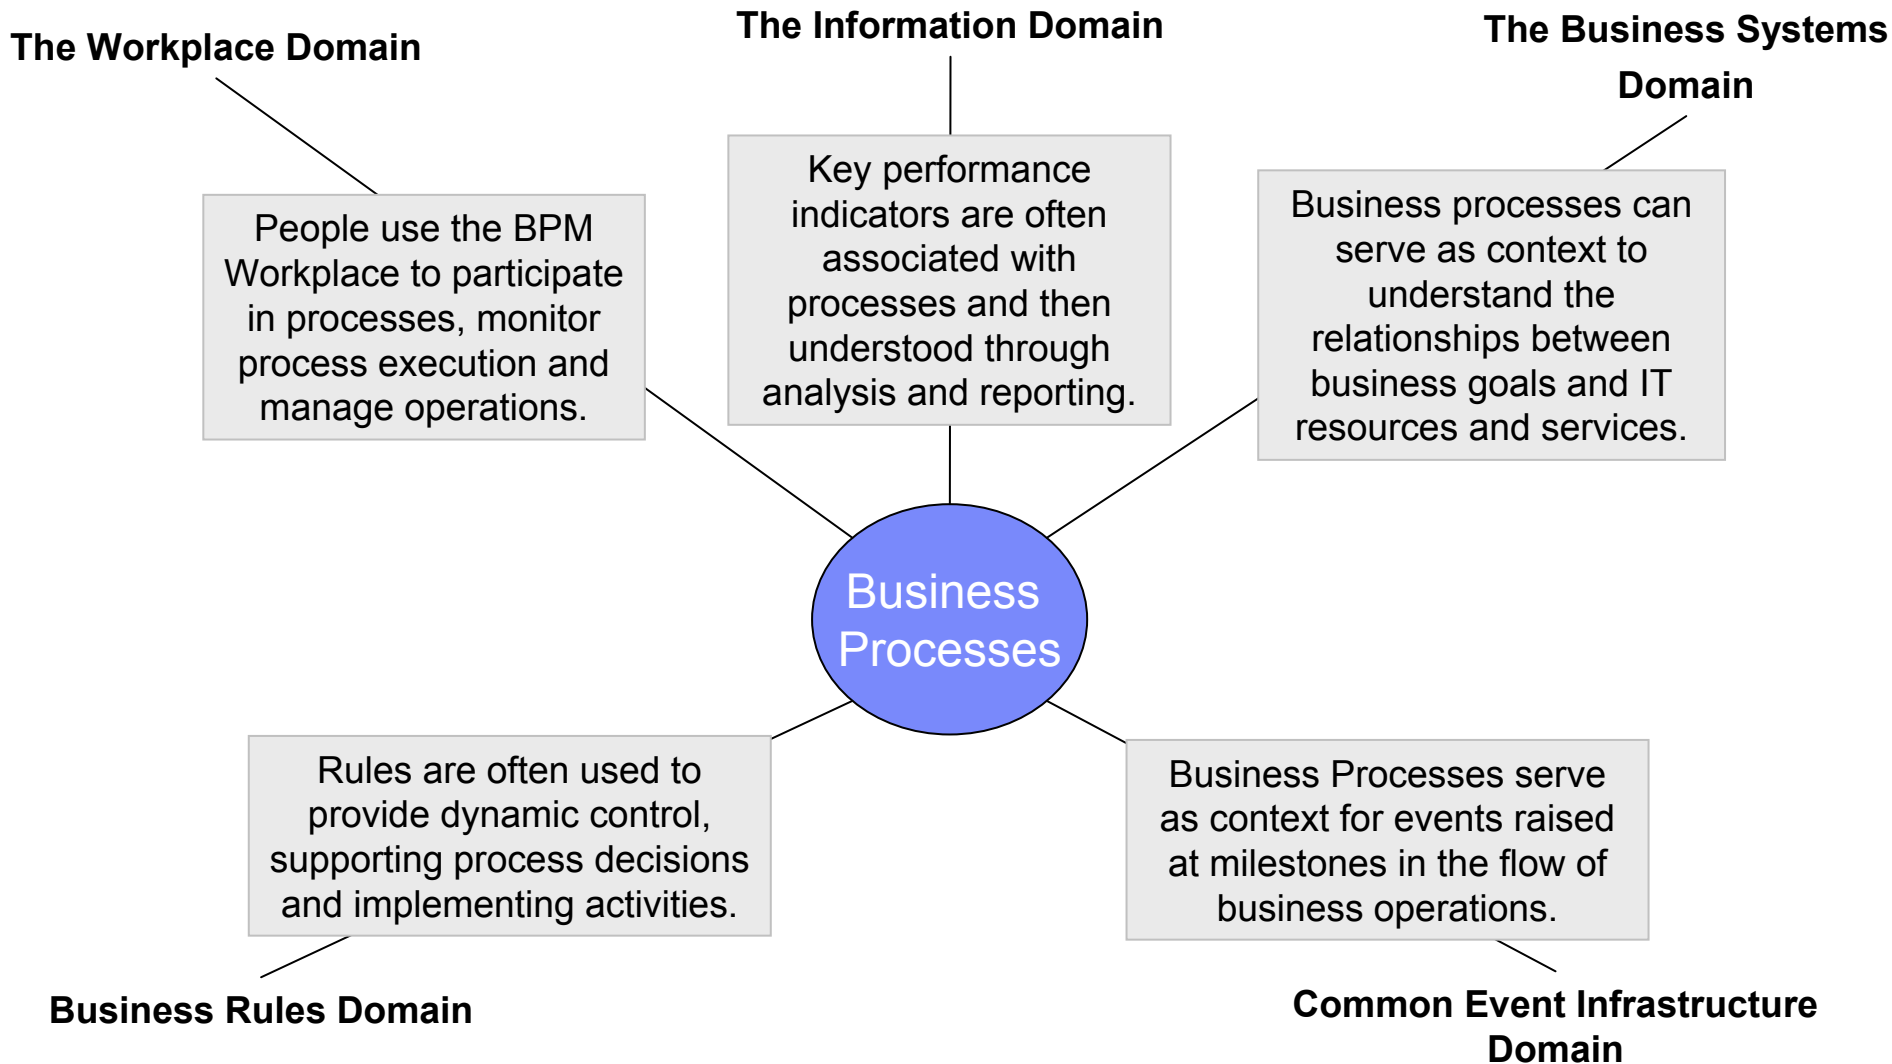 The Workplace Domain
The Information Domain
The Business Systems
Domain
People use the BPM
Workplace to participate
in processes, monitor
process execution and
manage operations.
Key performance
indicators are often
associated with
processes and then
understood through
analysis and reporting.
Business processes can
serve as context to
understand the
relationships between
business goals and IT
resources and services.
Business
Processes
Rules are often used to
provide dynamic control,
supporting process decisions
and implementing activities.
Business Processes serve
as context for events raised
at milestones in the flow of
business operations.
Business Rules Domain
Common Event Infrastructure
Domain